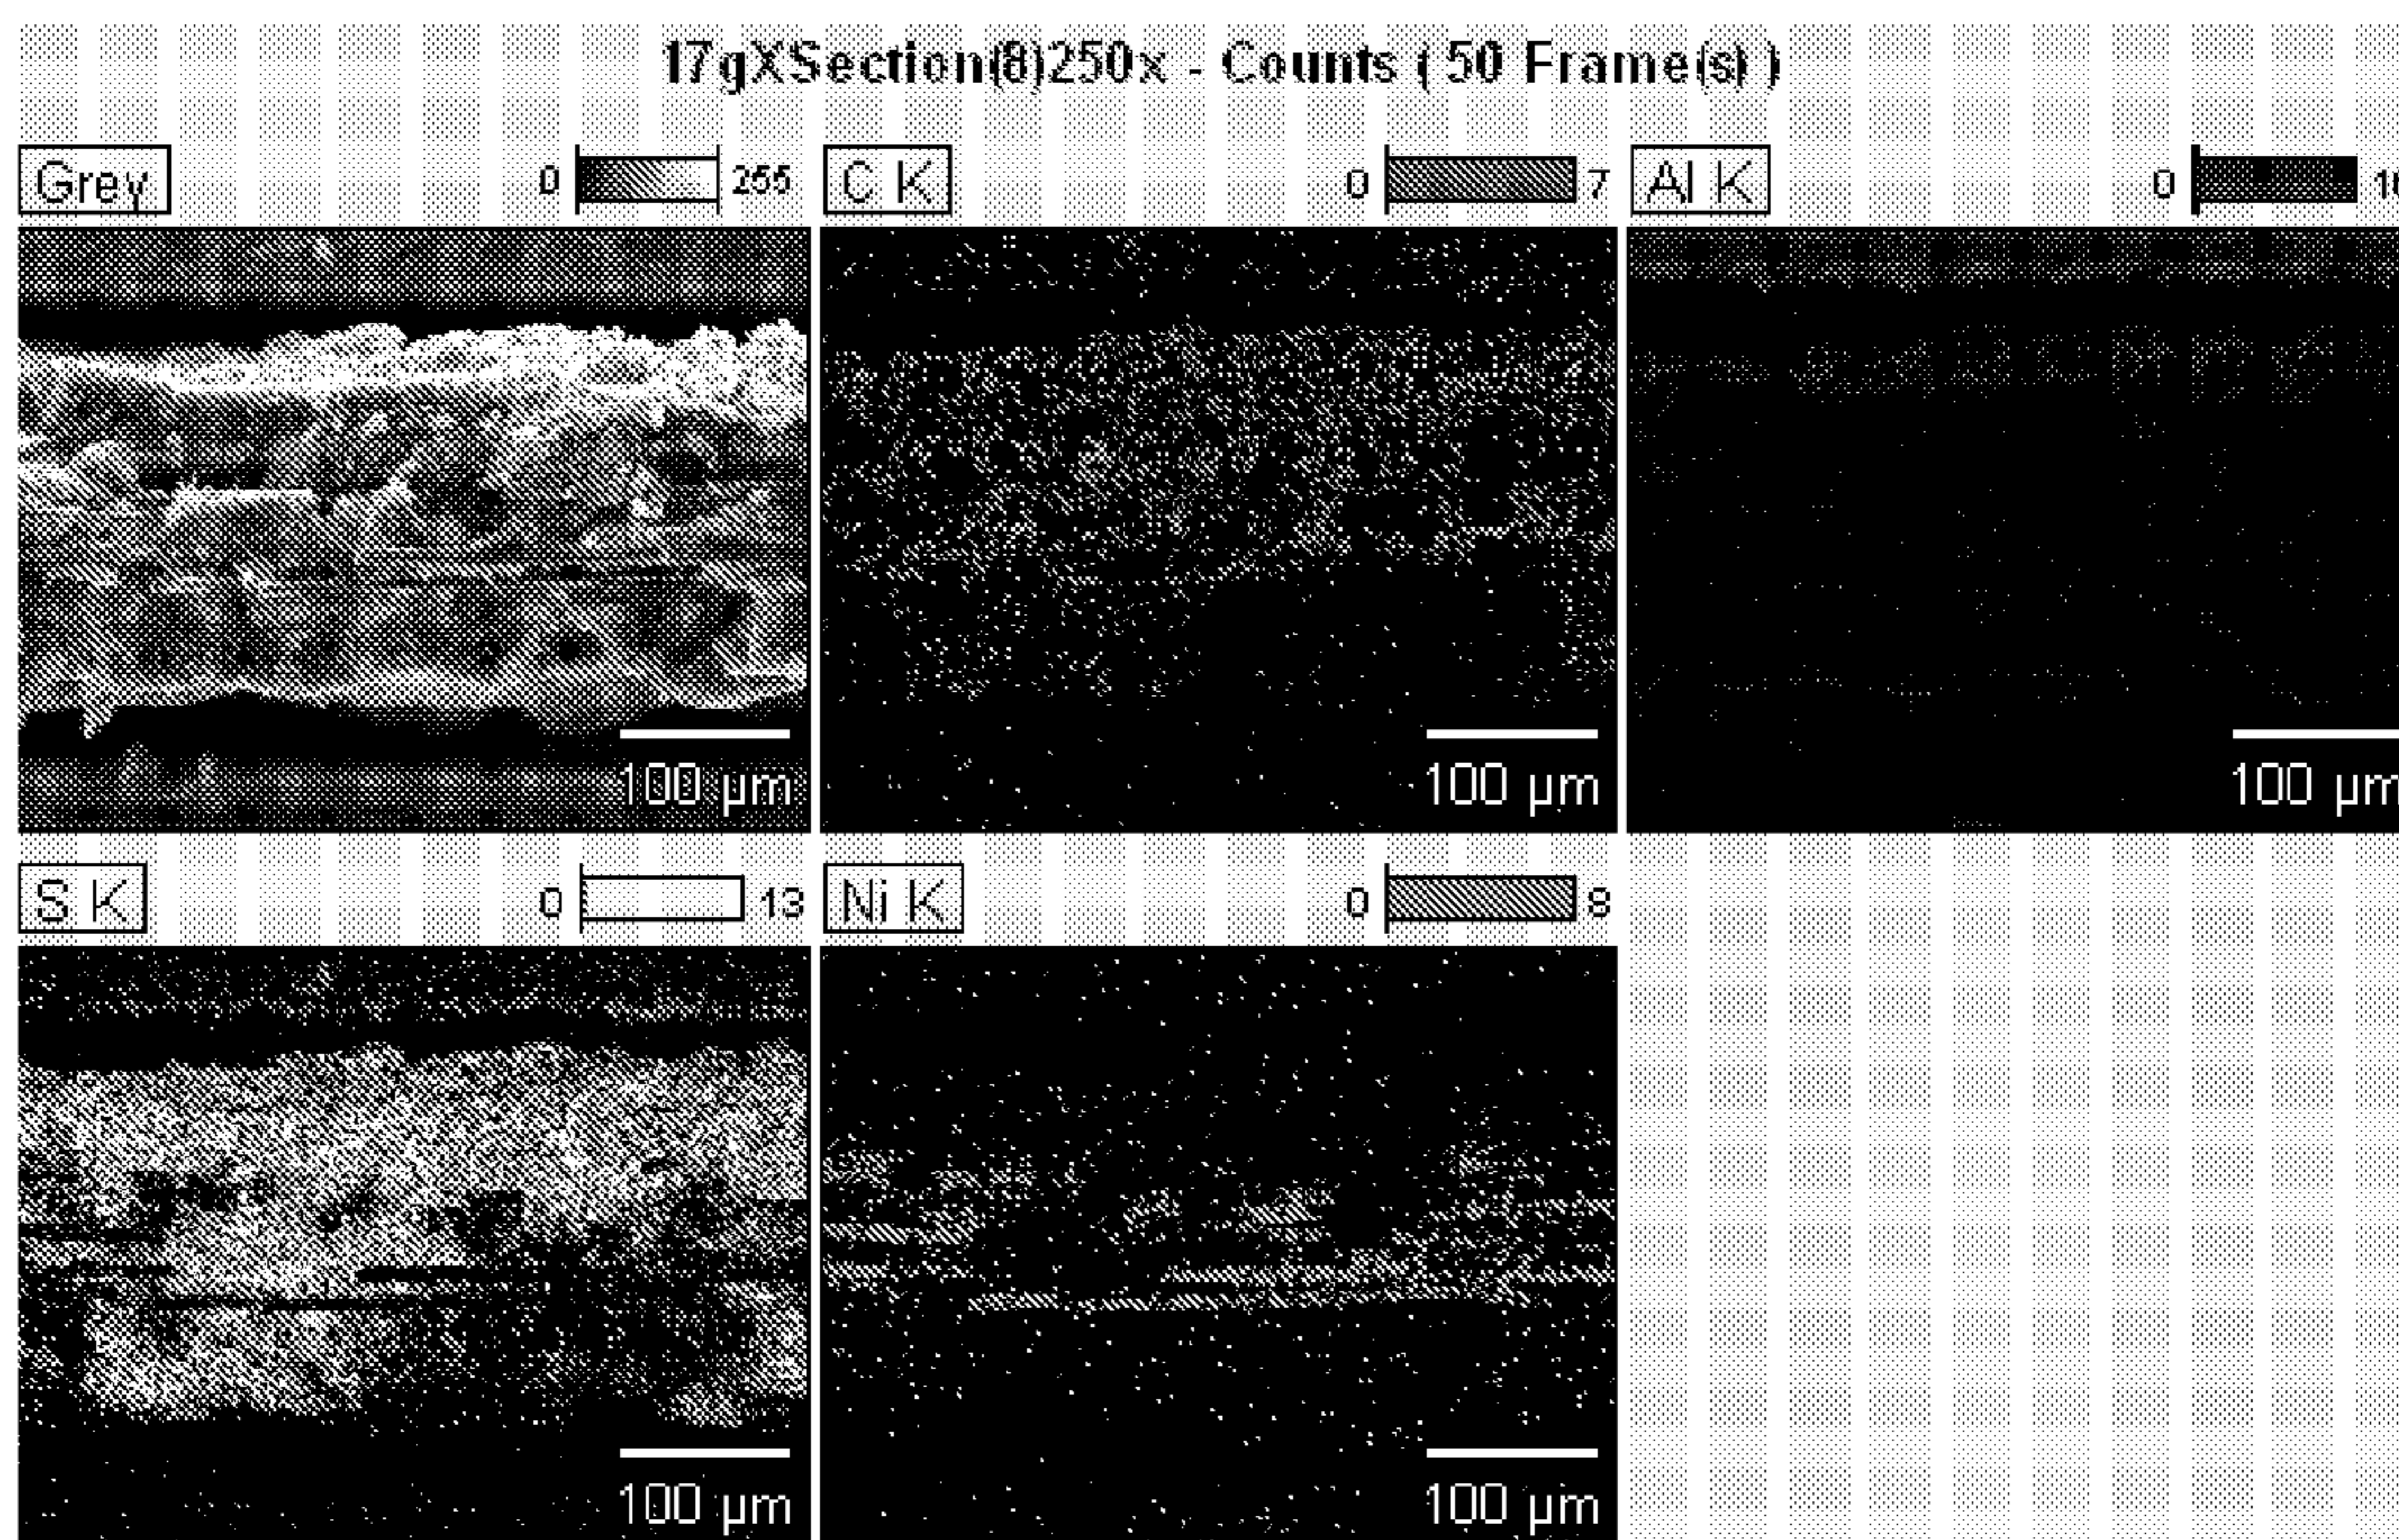 I7gXSection(8)250x - Counts ( 50 Frame(s) )
Grey 0 255 C K 0 7 Al K 0
100 µm 100 µm 100 µm
S K 0 13 Ni K 0 8
100 µm 100 µm